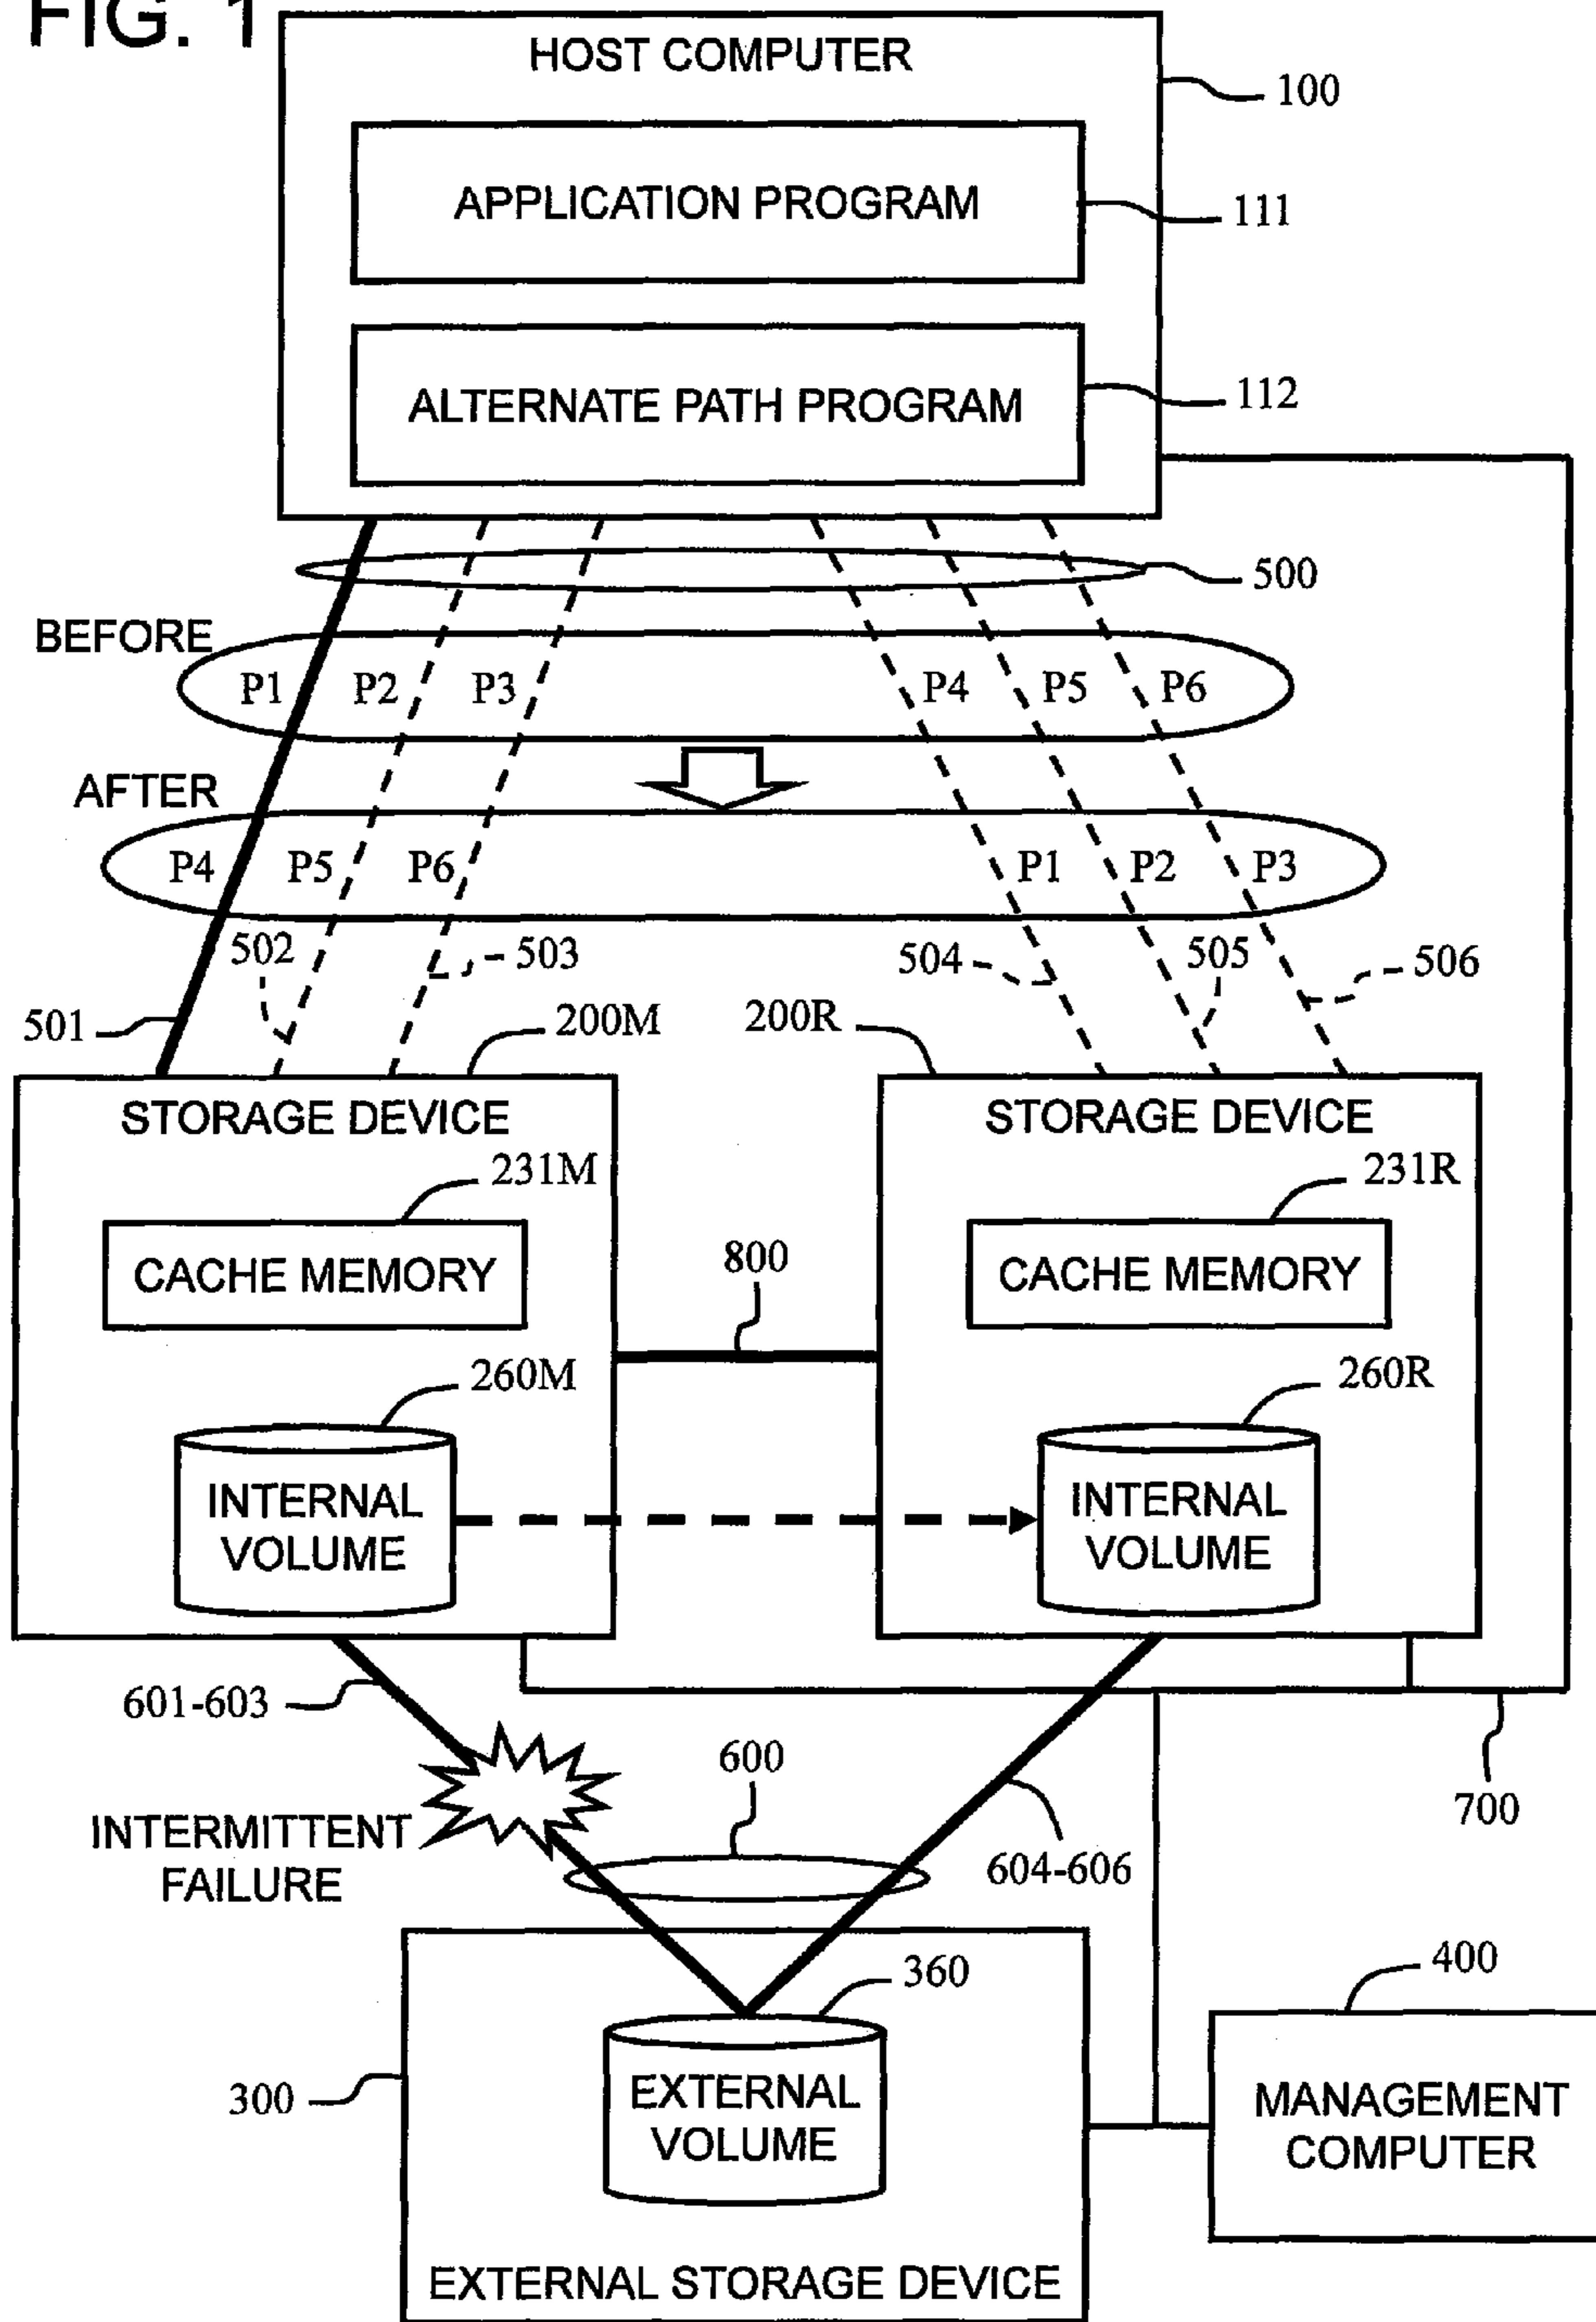 FIG. 1
HOST COMPUTER
100
APPLICATION PROGRAM
111
ALTERNATE PATH PROGRAM
112
500
BEFORE
P1 P2 P3 P4 P5 P6
AFTER
P4 P5 P6 P1 P2 P3
502 503 504 505 506
501 200M 200R
STORAGE DEVICE
231M
CACHE MEMORY
260M
INTERNAL
VOLUME
800
STORAGE DEVICE
231R
CACHE MEMORY
260R
INTERNAL
VOLUME
601-603
INTERMITTENT
FAILURE
600
604-606
700
360
300
EXTERNAL
VOLUME
EXTERNAL STORAGE DEVICE
400
MANAGEMENT
COMPUTER